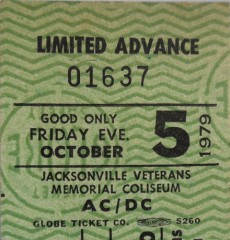 LIMITED ADVANCE
01637
GOOD ONLY
FRIDAY EVE.
OCTOBER 5 1979
JACKSONVILLE VETERANS
MEMORIAL COLISEUM
AC/DC
GLOBE TICKET CO. S260